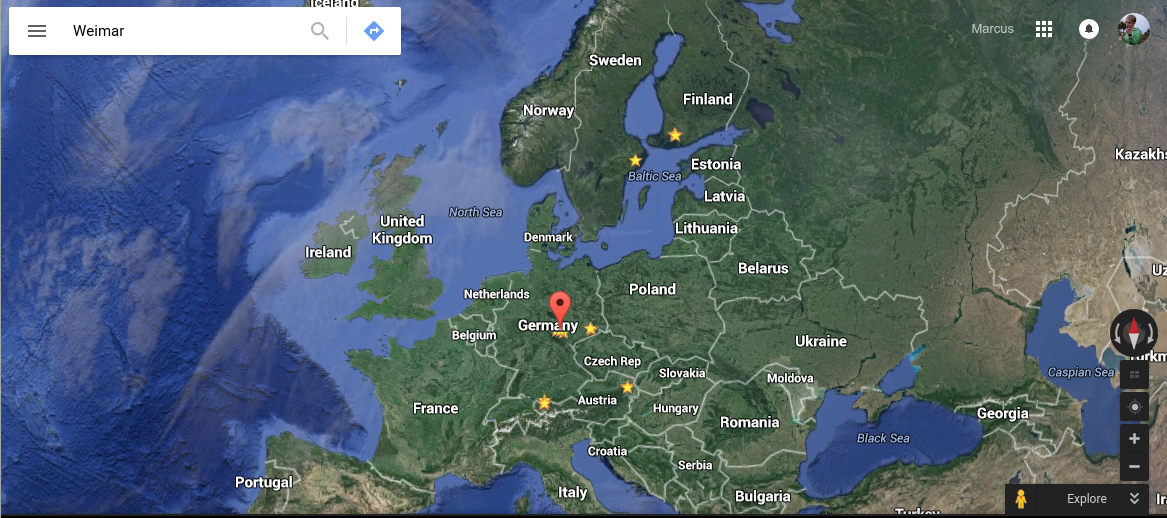 Iceland
Weimar
Marcus
Sweden
Finland
Norway
Estonia
Baltic Sea
Kazakhs
Latvia
North Sea
United
Kingdom
Lithuania
Denmark
Ireland
Belarus
Uz
Poland
Netherlands
Germany
Belgium
Ukraine
Turkm
Czech Rep
Slovakia
Caspian Sea
Moldova
Austria
France
Hungary
Georgia
Romania
Black Sea
Croatia
Serbia
Portugal
Italy
Bulgaria
Explore
Ir
Turkey